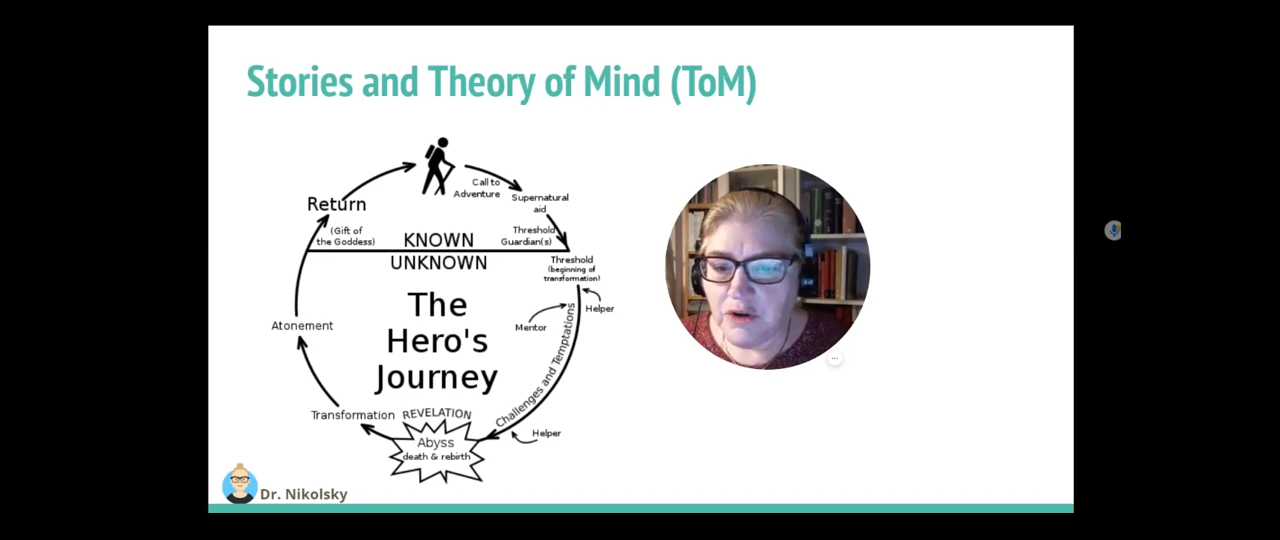 Stories and Theory of Mind (ToM)
Call to
Adventure
Supernatural
aid
Return
(Gift of
the Goddess)
KNOWN
Threshold
Guardian(s)
UNKNOWN
Threshold
(beginning of
transformation)
The
Hero's
Journey
Helper
Mentor
Challenges and Temptations
Atonement
Transformation
REVELATION
Abyss
death & rebirth
Helper
Dr. Nikolsky